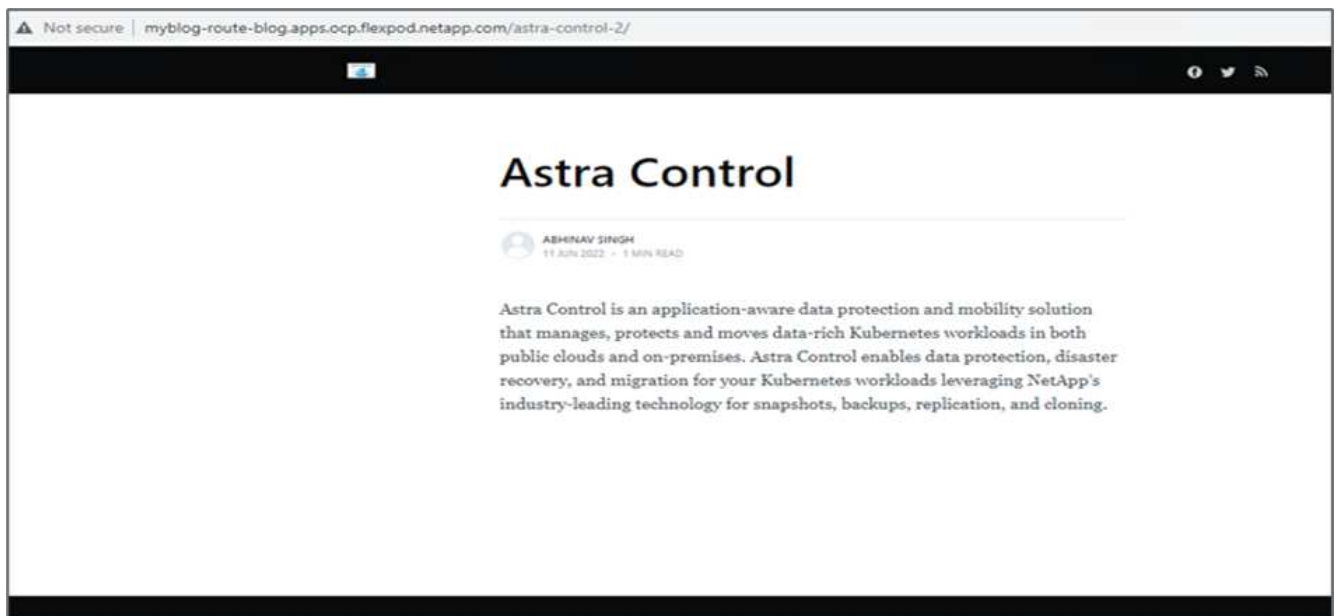 Not secure | myblog-route-blog.apps.ocp.flexpod.netapp.com/astra-control-2/
Astra Control
ABHINAV SINGH
11 JUN 2022 • 1 MIN READ
Astra Control is an application-aware data protection and mobility solution
that manages, protects and moves data-rich Kubernetes workloads in both
public clouds and on-premises. Astra Control enables data protection, disaster
recovery, and migration for your Kubernetes workloads leveraging NetApp's
industry-leading technology for snapshots, backups, replication, and cloning.